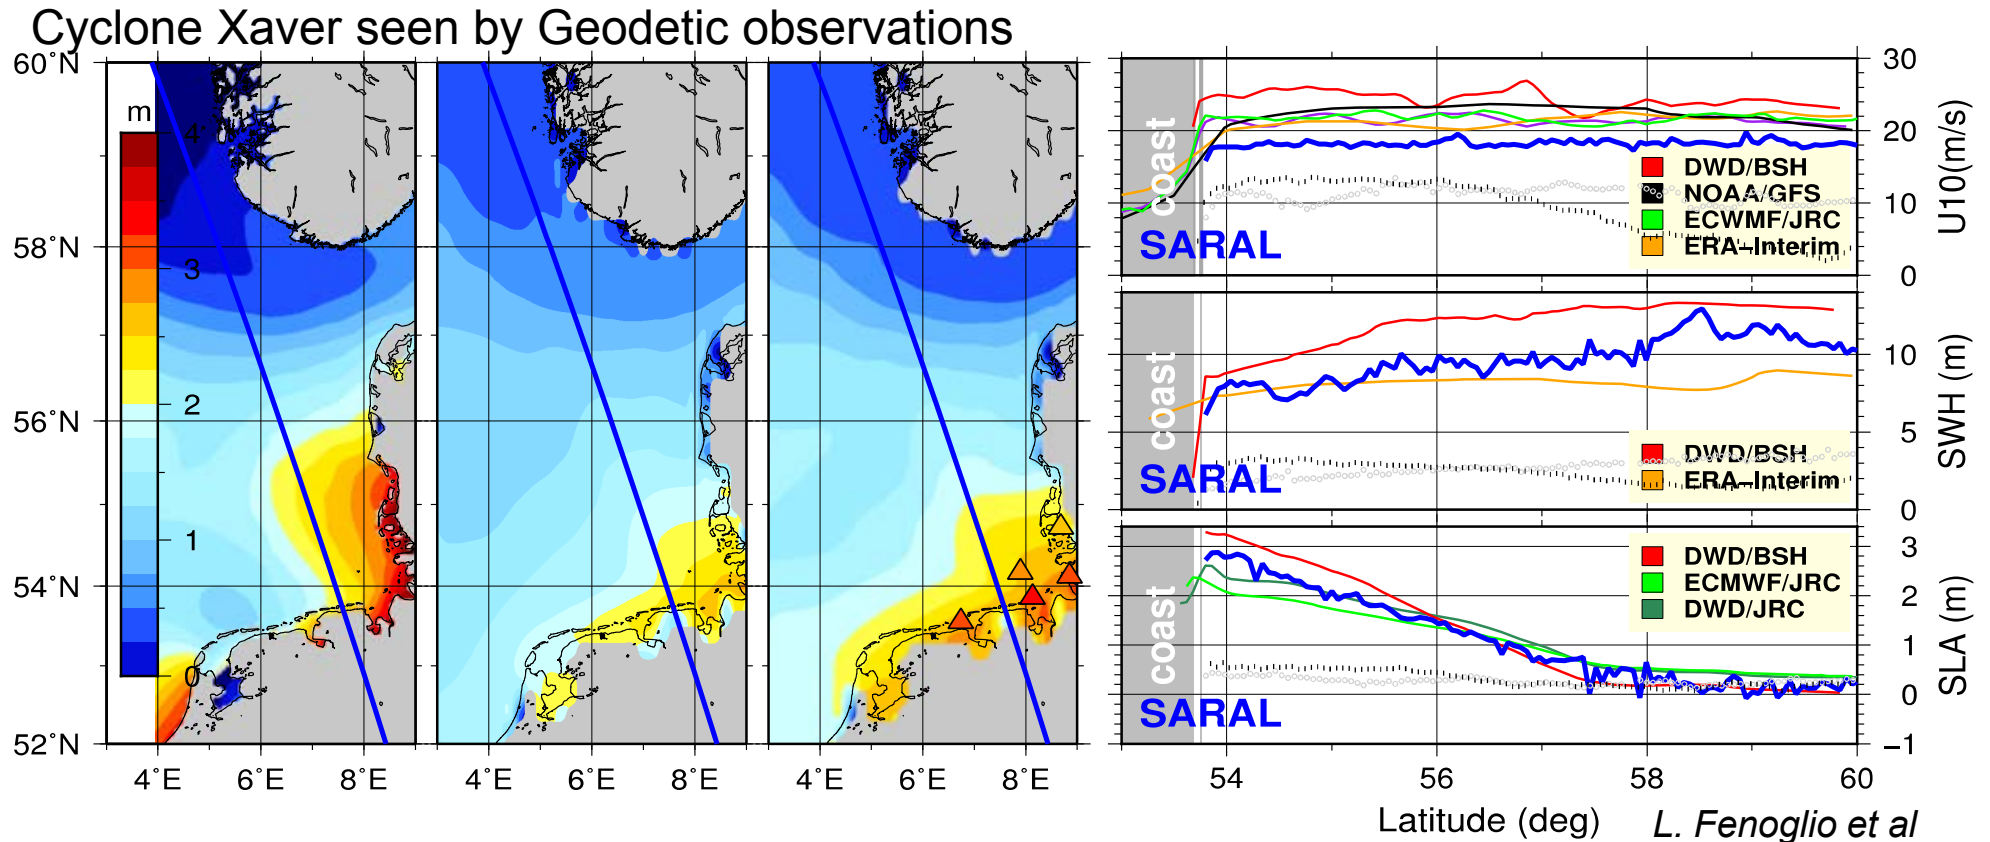 Cyclone Xaver seen by Geodetic observations
60˚N
58˚N
56˚N
54˚N
52˚N
m
4
3
2
1
0
4˚E 6˚E 8˚E
4˚E 6˚E 8˚E
4˚E 6˚E 8˚E
coast
SARAL
DWD/BSH
NOAA/GFS
ECWMF/JRC
ERA–Interim
30
20
10
0
U10(m/s)
coast
SARAL
DWD/BSH
ERA–Interim
10
5
0
SWH (m)
coast
SARAL
DWD/BSH
ECMWF/JRC
DWD/JRC
3
2
1
0
−1
SLA (m)
54 56 58 60
Latitude (deg)
L. Fenoglio et al